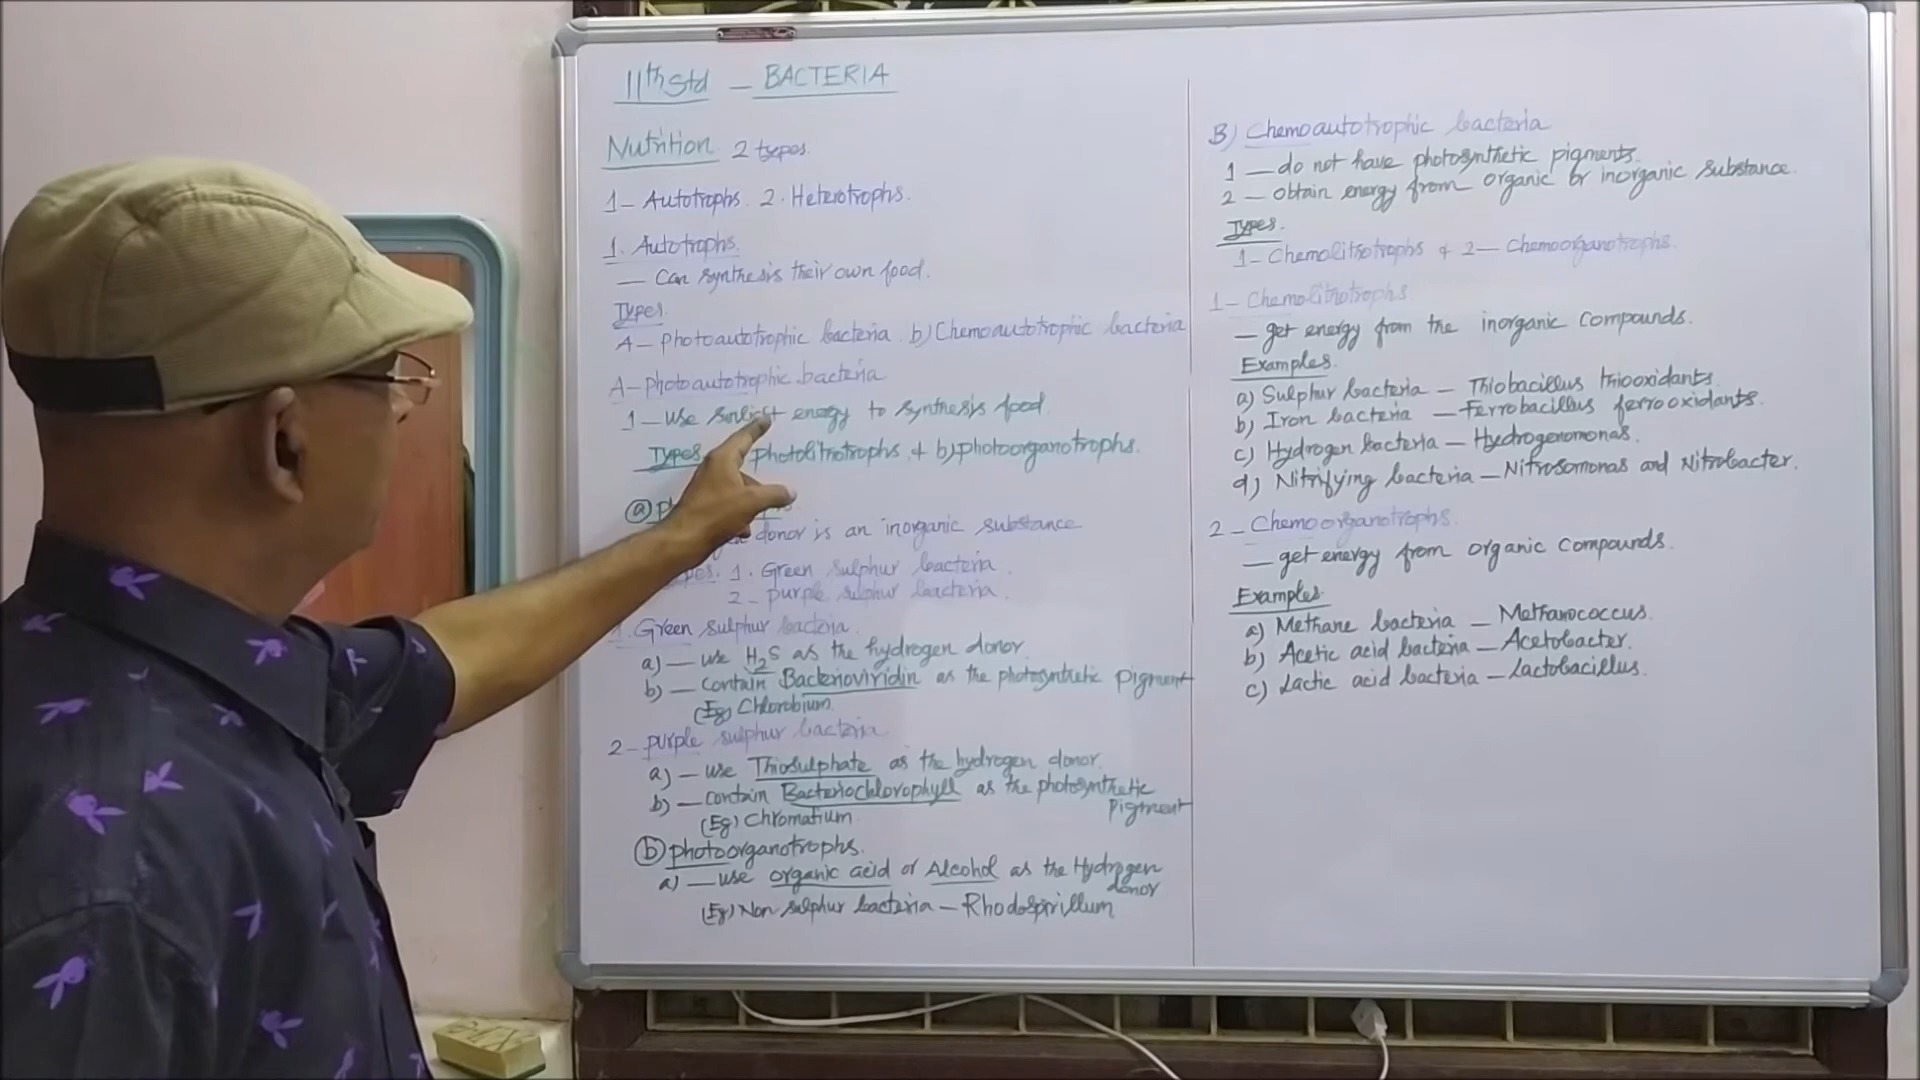 11th Std — BACTERIA
Nutrition 2 types.
1— Autotrophs. 2. Heterotrophs.
1. Autotrophs.
— Can synthesis their own food.
Types.
A— Photoautotrophic bacteria. b) Chemoautotrophic bacteria
A— Photoautotrophic bacteria
1— use energy to synthesis food.
Types photolithotrophs & b) photoorganotrophs.
(a)
donor is an inorganic substance
1. Green sulphur bacteria.
2— purple sulphur bacteria.
1. Green sulphur bacteria.
a) — use H2S as the hydrogen donor.
b) — contain Bacterioviridin as the photosynthetic pigment
(Eg) Chlorobium.
2— purple sulphur bacteria
a) — use Thiosulphate as the hydrogen donor.
b) — contain Bacteriochlorophyll as the photosynthetic
pigment
(Eg) Chromatium.
(b) photoorganotrophs.
a) — use organic acid or Alcohol as the Hydrogen
donor
(Eg) Non sulphur bacteria — Rhodospirillum
B) Chemoautotrophic bacteria
1 — do not have photosynthetic pigments.
2 — obtain energy from organic or inorganic substance.
Types.
1— Chemolithotrophs & 2— Chemoorganotrophs.
1— Chemolithotrophs.
— get energy from the inorganic compounds.
Examples.
a) Sulphur bacteria — Thiobacillus thiooxidants.
b) Iron bacteria — Ferrobacillus ferrooxidants.
c) Hydrogen bacteria — Hydrogenomonas.
d) Nitrifying bacteria — Nitrosomonas and Nitrobacter.
2— Chemoorganotrophs.
— get energy from organic compounds.
Examples.
a) Methane bacteria — Methanococcus.
b) Acetic acid bacteria — Acetobacter.
c) Lactic acid bacteria — Lactobacillus.